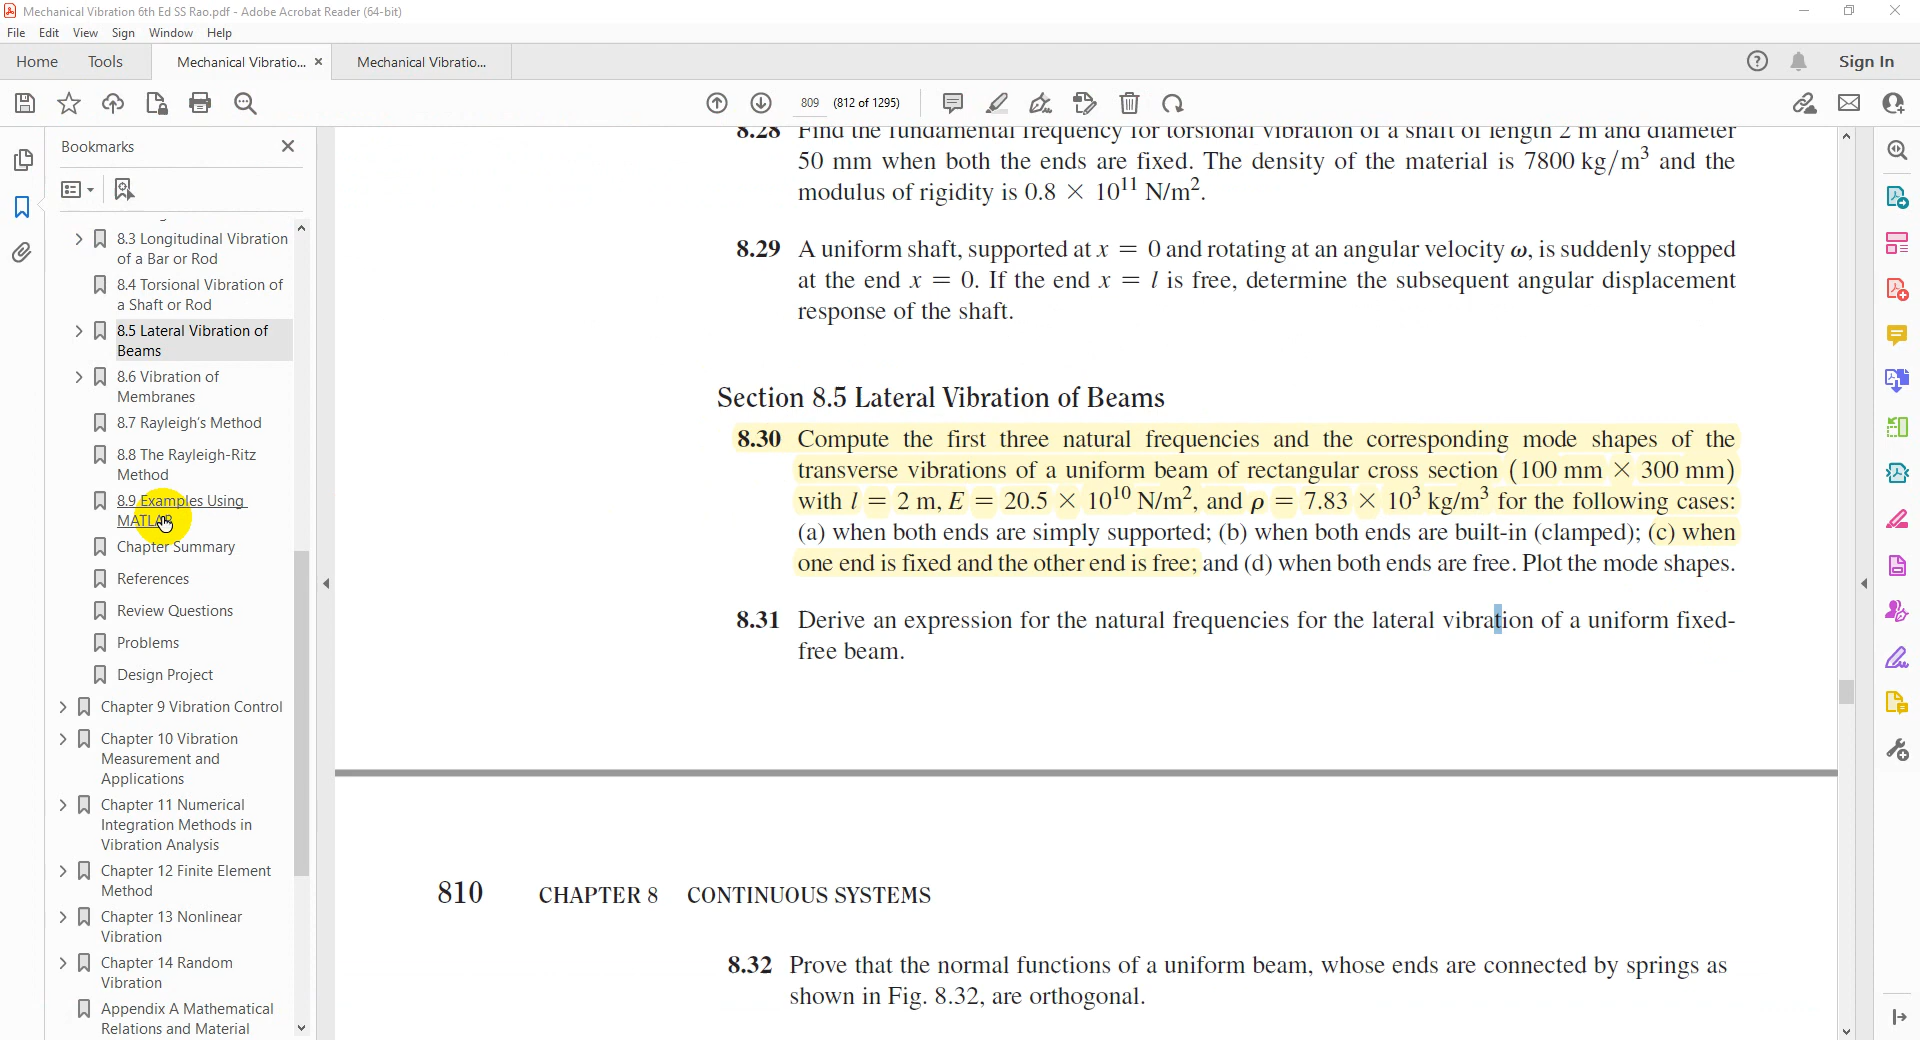 Mechanical Vibration 6th Ed SS Rao.pdf - Adobe Acrobat Reader (64-bit)
File Edit View Sign Window Help
Home Tools Mechanical Vibratio... × Mechanical Vibratio... Sign In
809 (812 of 1295)
Bookmarks
8.3 Longitudinal Vibration
of a Bar or Rod
8.4 Torsional Vibration of
a Shaft or Rod
8.5 Lateral Vibration of
Beams
8.6 Vibration of
Membranes
8.7 Rayleigh's Method
8.8 The Rayleigh-Ritz
Method
8.9 Examples Using
MATLAB
Chapter Summary
References
Review Questions
Problems
Design Project
Chapter 9 Vibration Control
Chapter 10 Vibration
Measurement and
Applications
Chapter 11 Numerical
Integration Methods in
Vibration Analysis
Chapter 12 Finite Element
Method
Chapter 13 Nonlinear
Vibration
Chapter 14 Random
Vibration
Appendix A Mathematical
Relations and Material
8.28 Find the fundamental frequency for torsional vibration of a shaft of length 2 m and diameter
50 mm when both the ends are fixed. The density of the material is 7800 kg/m³ and the
modulus of rigidity is 0.8 × 10¹¹ N/m².
8.29 A uniform shaft, supported at x = 0 and rotating at an angular velocity ω, is suddenly stopped
at the end x = 0. If the end x = l is free, determine the subsequent angular displacement
response of the shaft.
Section 8.5 Lateral Vibration of Beams
8.30 Compute the first three natural frequencies and the corresponding mode shapes of the
transverse vibrations of a uniform beam of rectangular cross section (100 mm × 300 mm)
with l = 2 m, E = 20.5 × 10¹⁰ N/m², and ρ = 7.83 × 10³ kg/m³ for the following cases:
(a) when both ends are simply supported; (b) when both ends are built-in (clamped); (c) when
one end is fixed and the other end is free; and (d) when both ends are free. Plot the mode shapes.
8.31 Derive an expression for the natural frequencies for the lateral vibration of a uniform fixed-
free beam.
810 CHAPTER 8 CONTINUOUS SYSTEMS
8.32 Prove that the normal functions of a uniform beam, whose ends are connected by springs as
shown in Fig. 8.32, are orthogonal.